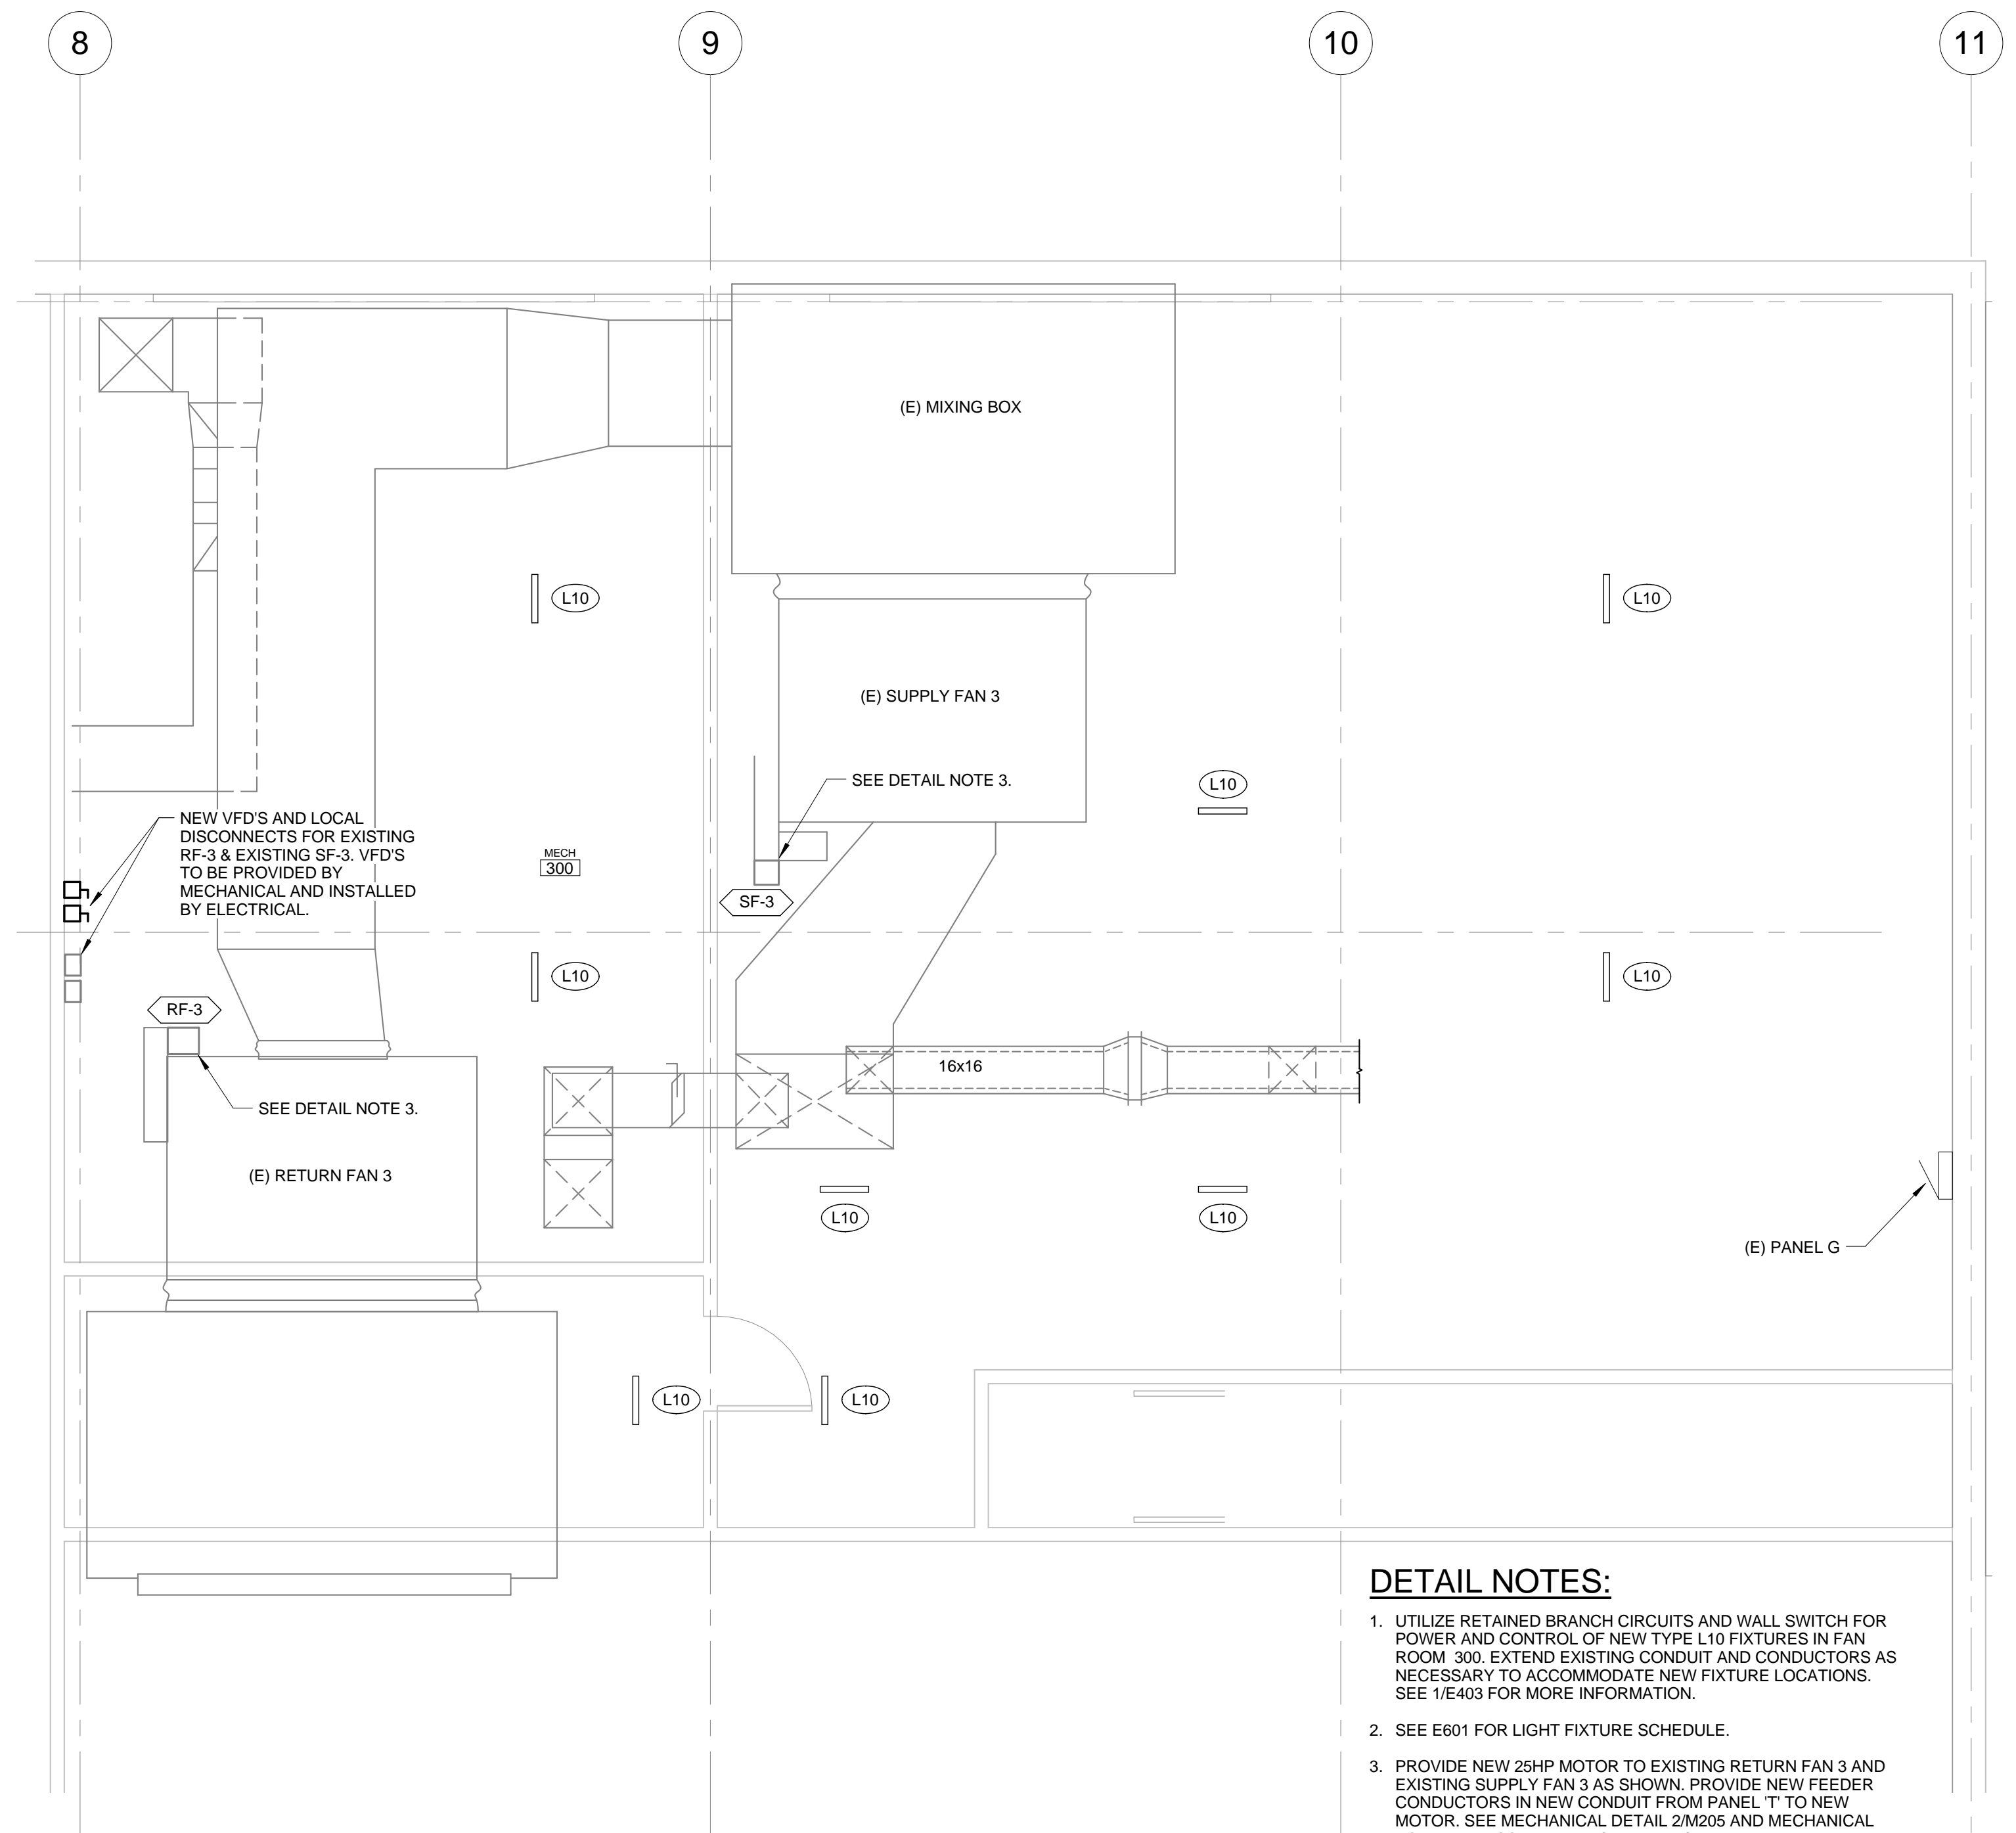 8
9
10
11
(E) MIXING BOX
L10
L10
(E) SUPPLY FAN 3
SEE DETAIL NOTE 3.
L10
NEW VFD'S AND LOCAL
DISCONNECTS FOR EXISTING
RF-3 & EXISTING SF-3. VFD'S
TO BE PROVIDED BY
MECHANICAL AND INSTALLED
BY ELECTRICAL.
MECH
300
SF-3
L10
L10
RF-3
16x16
SEE DETAIL NOTE 3.
(E) RETURN FAN 3
L10
L10
(E) PANEL G
L10
L10
DETAIL NOTES:
1. UTILIZE RETAINED BRANCH CIRCUITS AND WALL SWITCH FOR
POWER AND CONTROL OF NEW TYPE L10 FIXTURES IN FAN
ROOM 300. EXTEND EXISTING CONDUIT AND CONDUCTORS AS
NECESSARY TO ACCOMMODATE NEW FIXTURE LOCATIONS.
SEE 1/E403 FOR MORE INFORMATION.
2. SEE E601 FOR LIGHT FIXTURE SCHEDULE.
3. PROVIDE NEW 25HP MOTOR TO EXISTING RETURN FAN 3 AND
EXISTING SUPPLY FAN 3 AS SHOWN. PROVIDE NEW FEEDER
CONDUCTORS IN NEW CONDUIT FROM PANEL 'T' TO NEW
MOTOR. SEE MECHANICAL DETAIL 2/M205 AND MECHANICAL